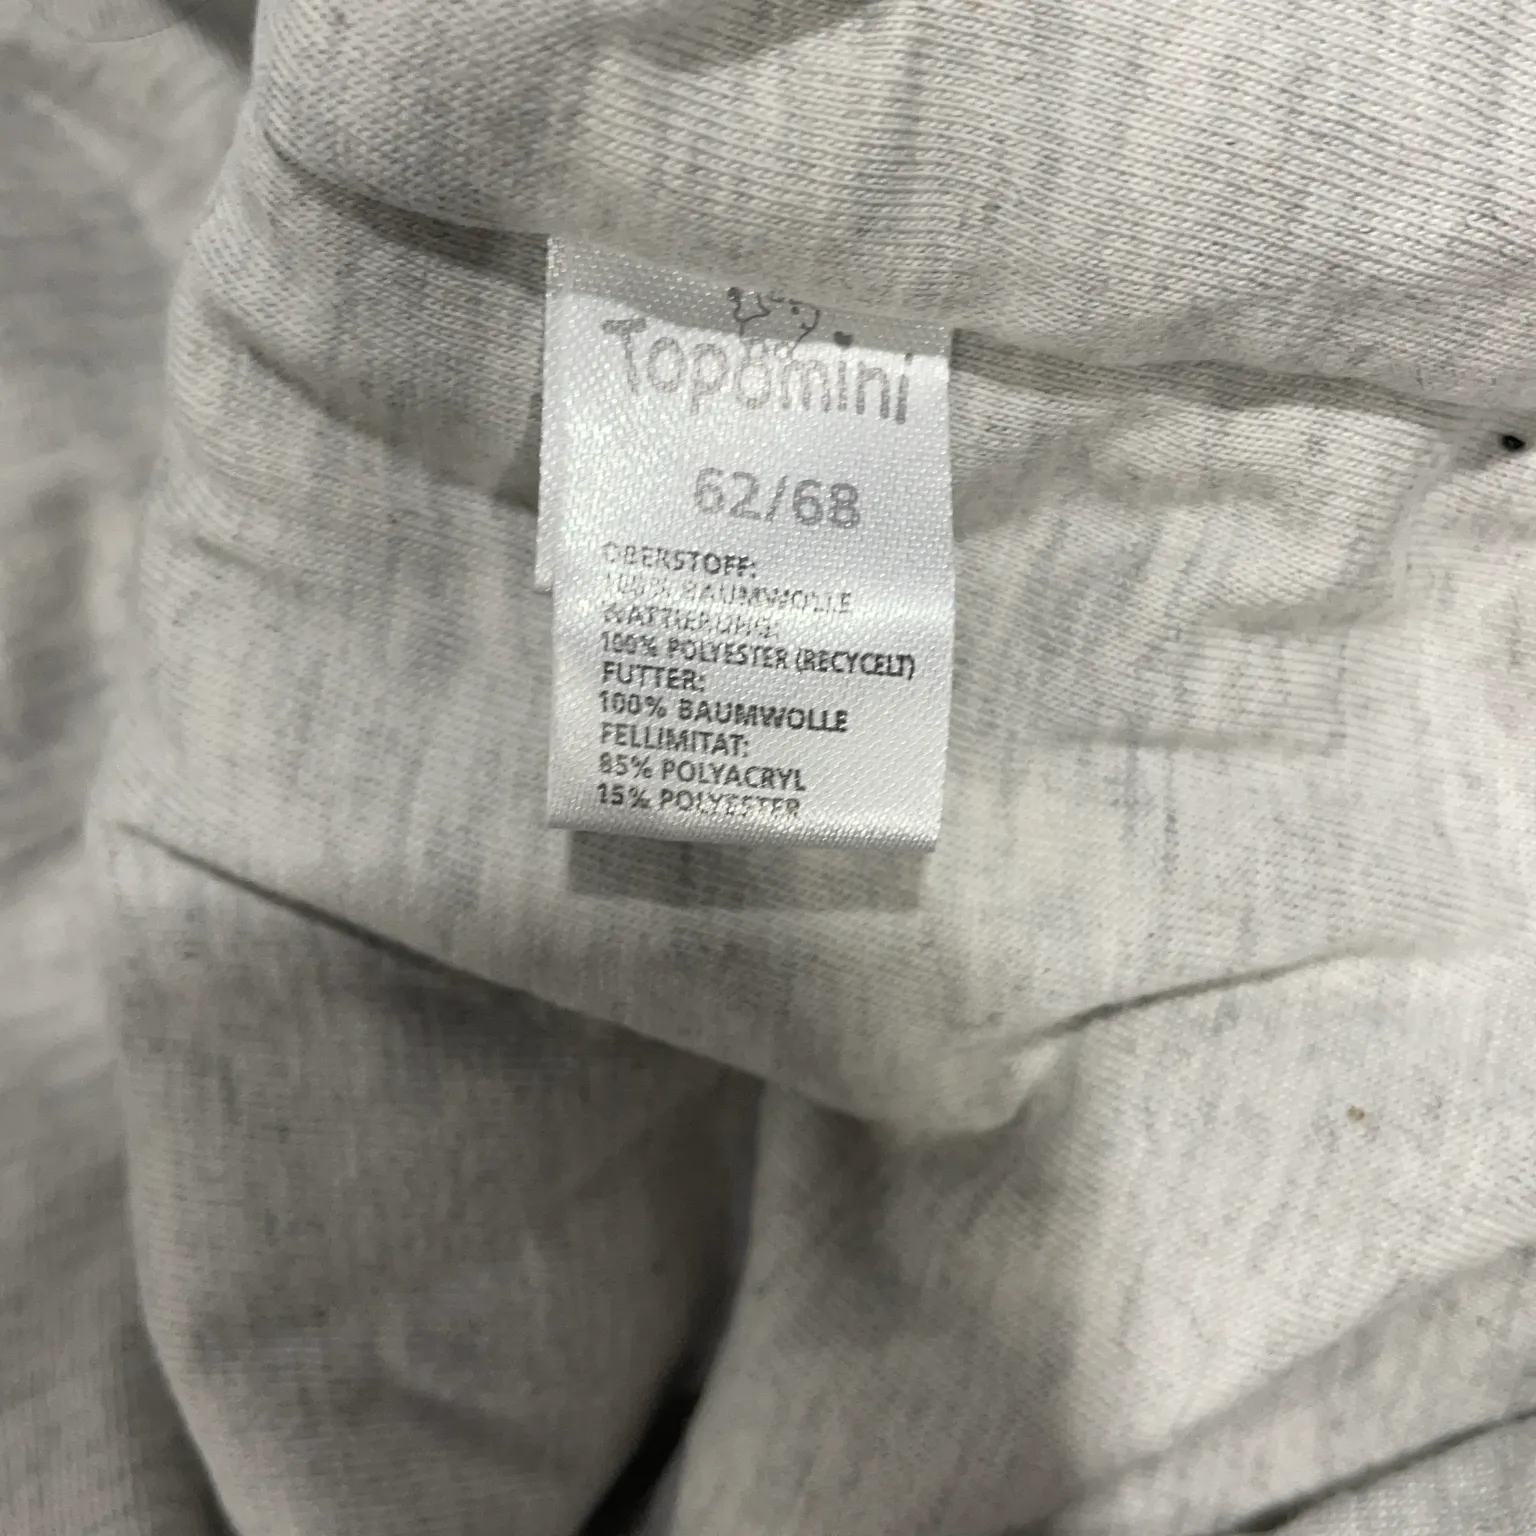 Topomini
62/68
OBERSTOFF:
100% BAUMWOLLE
WATTIERUNG:
100% POLYESTER (RECYCELT)
FUTTER:
100% BAUMWOLLE
FELLIMITAT:
85% POLYACRYL
15% POLYESTER